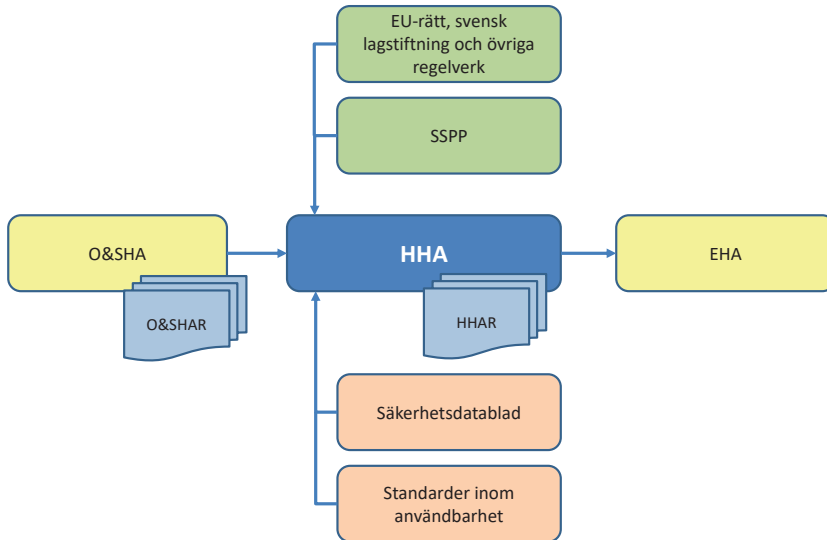 EU-rätt, svensk
lagstiftning och övriga
regelverk
SSPP
O&SHA
HHA
EHA
O&SHAR
HHAR
Säkerhetsdatablad
Standarder inom
användbarhet